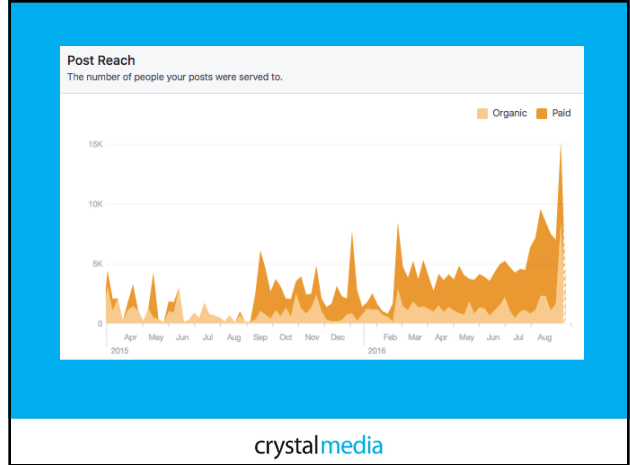 Post Reach
The number of people your posts were served to.
Organic Paid
15K
10K
5K
0
Apr May Jun Jul Aug Sep Oct Nov Dec Feb Mar Apr May Jun Jul Aug
2015 2016
crystalmedia